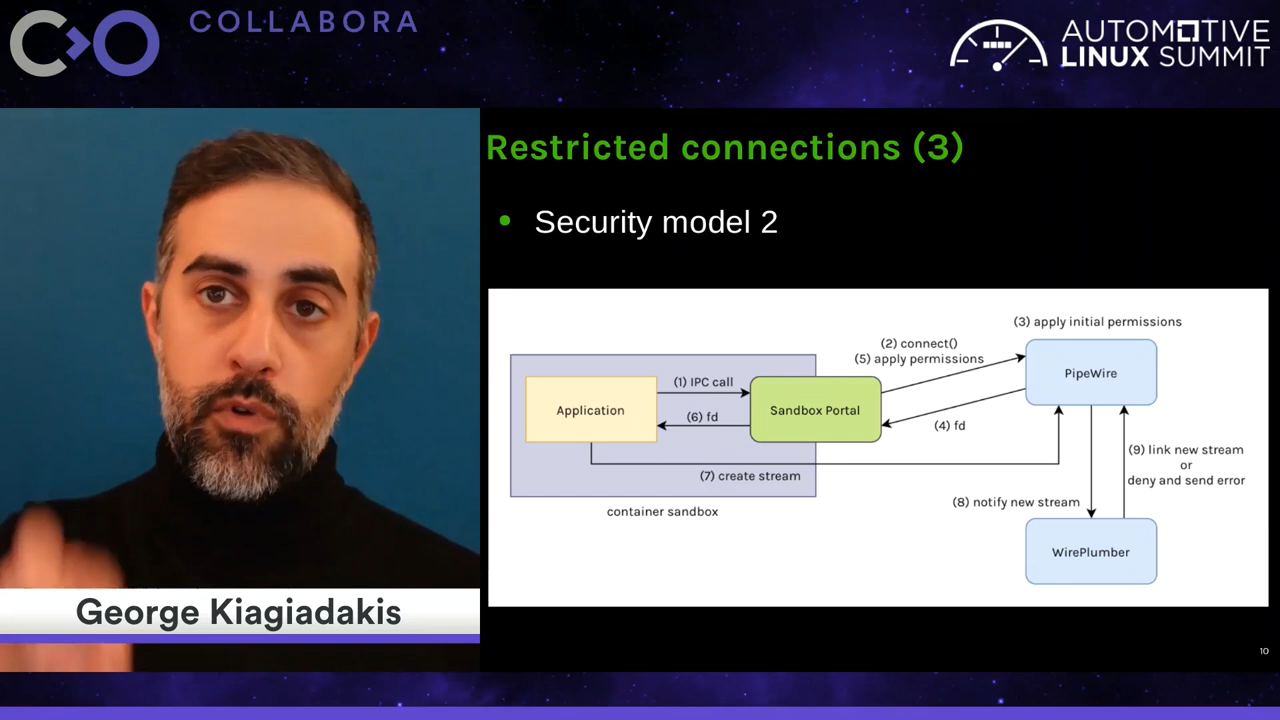 COLLABORA
AUTOMOTIVE
LINUX SUMMIT
Restricted connections (3)
• Security model 2
(3) apply initial permissions
(2) connect()
(5) apply permissions
PipeWire
(1) IPC call
Application
Sandbox Portal
(6) fd
(4) fd
(7) create stream
(9) link new stream
or
deny and send error
(8) notify new stream
container sandbox
WirePlumber
George Kiagiadakis
10